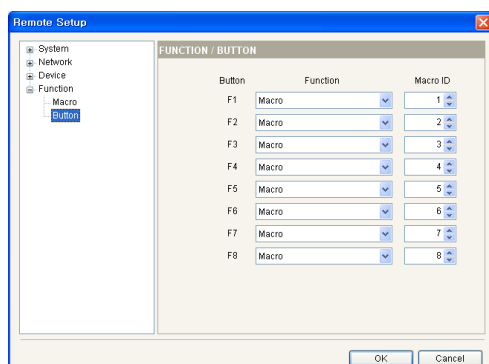 Remote Setup
System
Network
Device
Function
Macro
Button
FUNCTION / BUTTON
Button Function Macro ID
F1 Macro 1
F2 Macro 2
F3 Macro 3
F4 Macro 4
F5 Macro 5
F6 Macro 6
F7 Macro 7
F8 Macro 8
OK Cancel